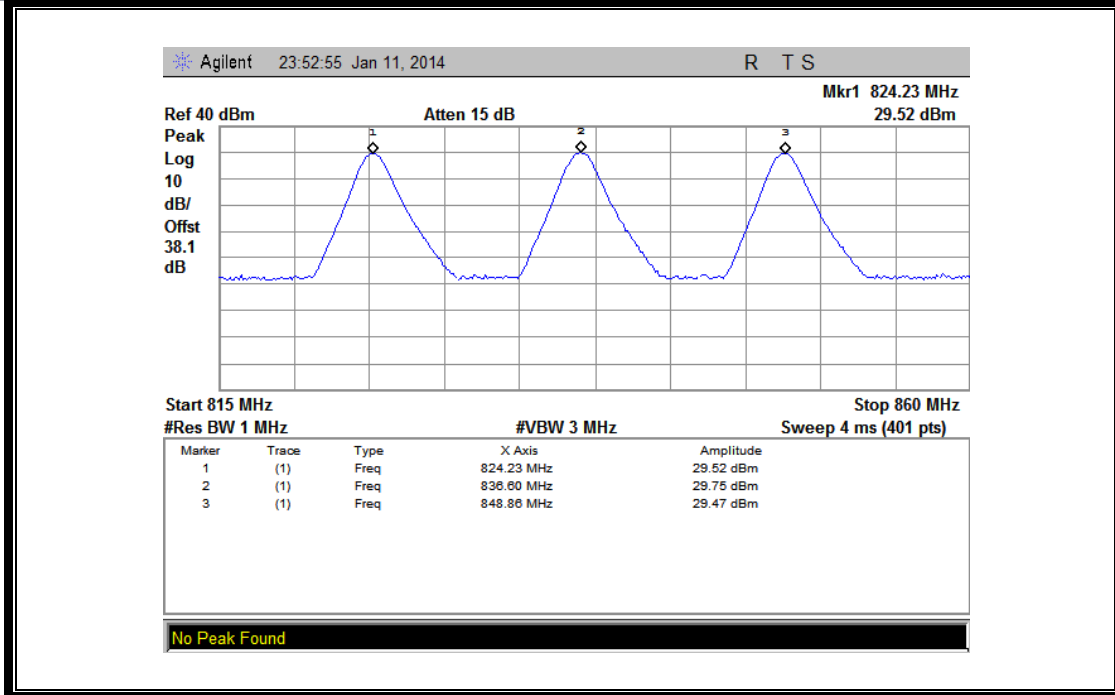 Agilent 23:52:55 Jan 11, 2014 R T S
Mkr1 824.23 MHz
Ref 40 dBm Atten 15 dB 29.52 dBm
Peak
Log
10
dB/
Offst
38.1
dB
1 2 3
Start 815 MHz Stop 860 MHz
#Res BW 1 MHz #VBW 3 MHz Sweep 4 ms (401 pts)
Marker Trace Type X Axis Amplitude
1 (1) Freq 824.23 MHz 29.52 dBm
2 (1) Freq 836.60 MHz 29.75 dBm
3 (1) Freq 848.86 MHz 29.47 dBm
No Peak Found